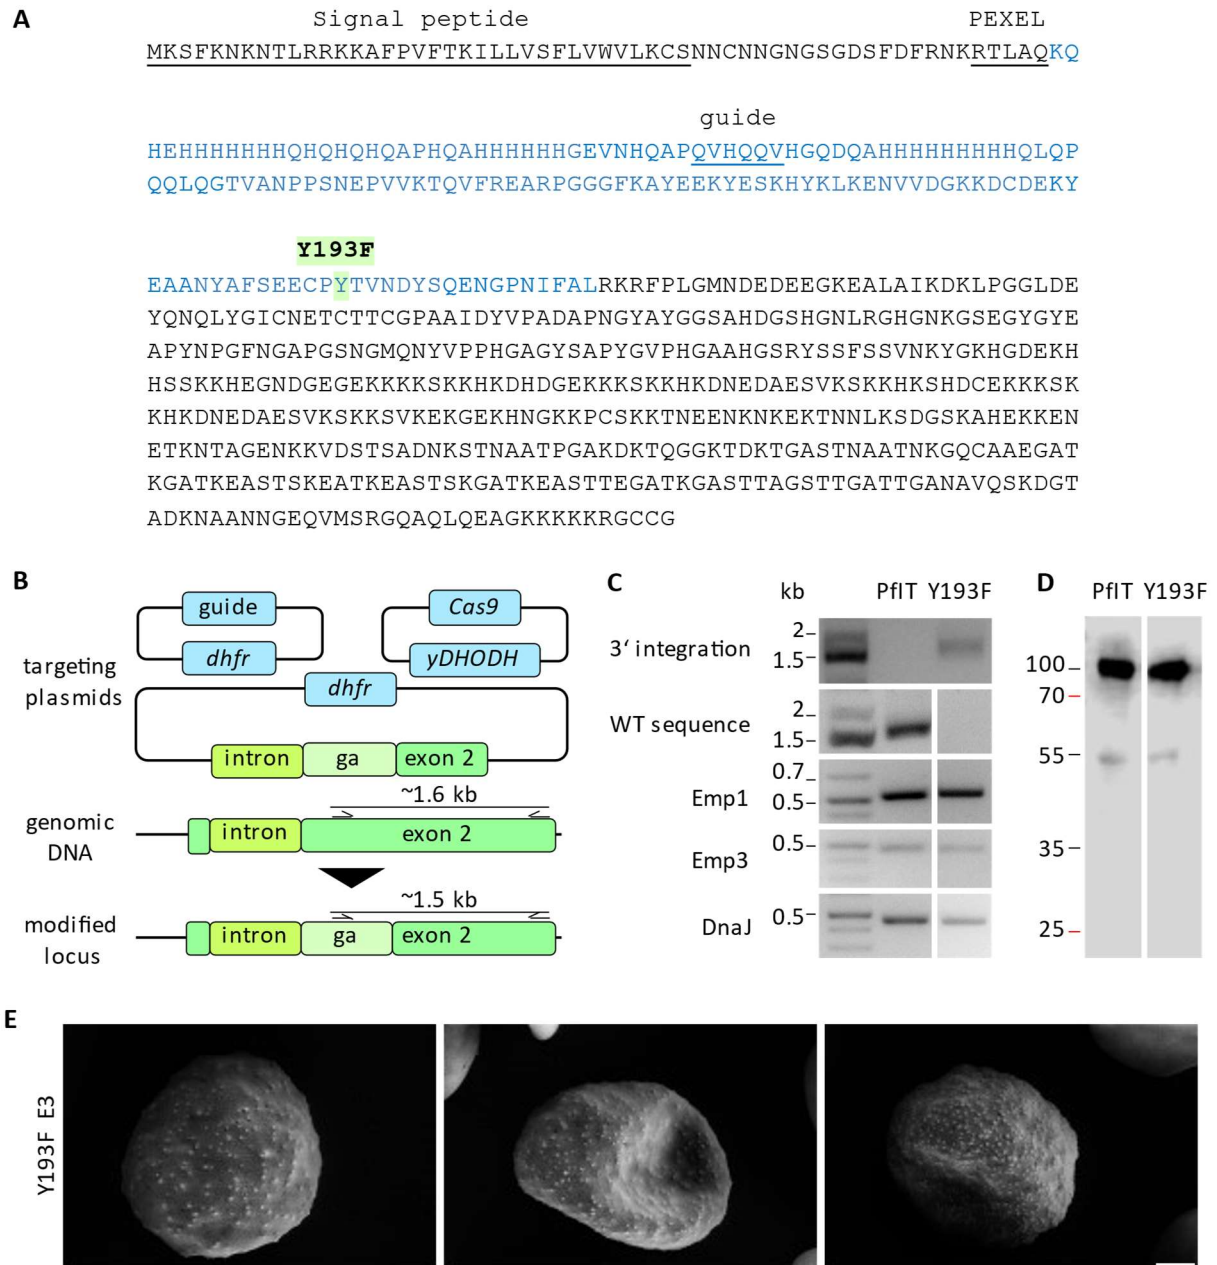 A
Signal peptide PEXEL
MKSFKNKNTLRRKKAFPVFTKILLVSFLVWVLKCSNNCNNGNGSGDSFDFRNKRTLAQKQ
guide
HEHHHHHHHQHQHQHQAPHQAHHHHHHGEVNHQAPQVHQQVHGQDQAHHHHHHHHHQLQP
QQLQGTVANPPSNEPVVKTQVFREARPGGGFKAYEEKYESKHYKLKENVVDGKKDCDEKY
Y193F
EAANYAFSEECPYTVNDYSQENGPNIFALRKRFPLGMNDEDEEGKEALAIKDKLPGGLDE
YQNQLYGICNETCTTCGPAAIDYVPADAPNGYAYGGSAHDGSHGNLRGHGNKGSEGYGYE
APYNPGFNGAPGSNGMQNYVPPHGAGYSAPYGVPHGAAHGSRYSSFSSVNKYGKHGDEKH
HSSKKHEGNDGEGEKKKKSKKHKDHDGEKKKSKKHKDNEDAESVKSKKHKSHDCEKKKSK
KHKDNEDAESVKSKKSVKEKGEKHNGKKPCSKKTNEENKNKEKTNNLKSDGSKAHEKKEN
ETKNTAGENKKVDSTSADNKSTNAATPGAKDKTQGGKTDKTGASTNAATNKGQCAAEGAT
KGATKEASTSKEATKEASTSKGATKEASTTEGATKGASTTAGSTTGATTGANAVQSKDGT
ADKNAANNGEQVMSRGQAQLQEAGKKKKKRGCCG
B
targeting
plasmids
guide
dhfr
Cas9
yDHODH
dhfr
intron ga exon 2
~1.6 kb
genomic
DNA
intron exon 2
~1.5 kb
modified
locus
intron ga exon 2
C
kb PfIT Y193F
3‘ integration
2
1.5
WT sequence
2
1.5
Emp1
0.7
0.5
Emp3
0.5
DnaJ
0.5
D
PfIT Y193F
100
70
55
35
25
E
Y193F E3